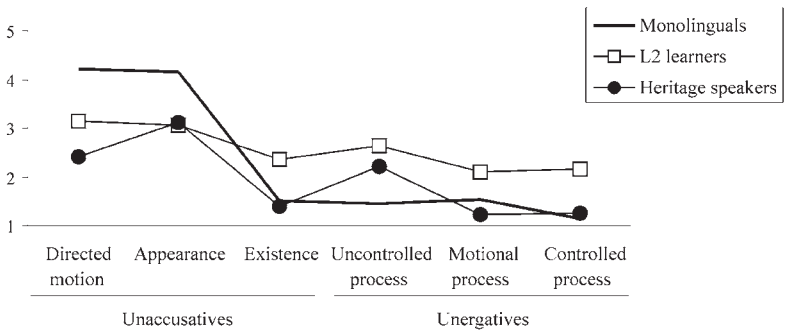 5
4
3
2
1
Monolinguals
L2 learners
Heritage speakers
Directed motion
Appearance
Existence
Uncontrolled process
Motional process
Controlled process
Unaccusatives
Unergatives